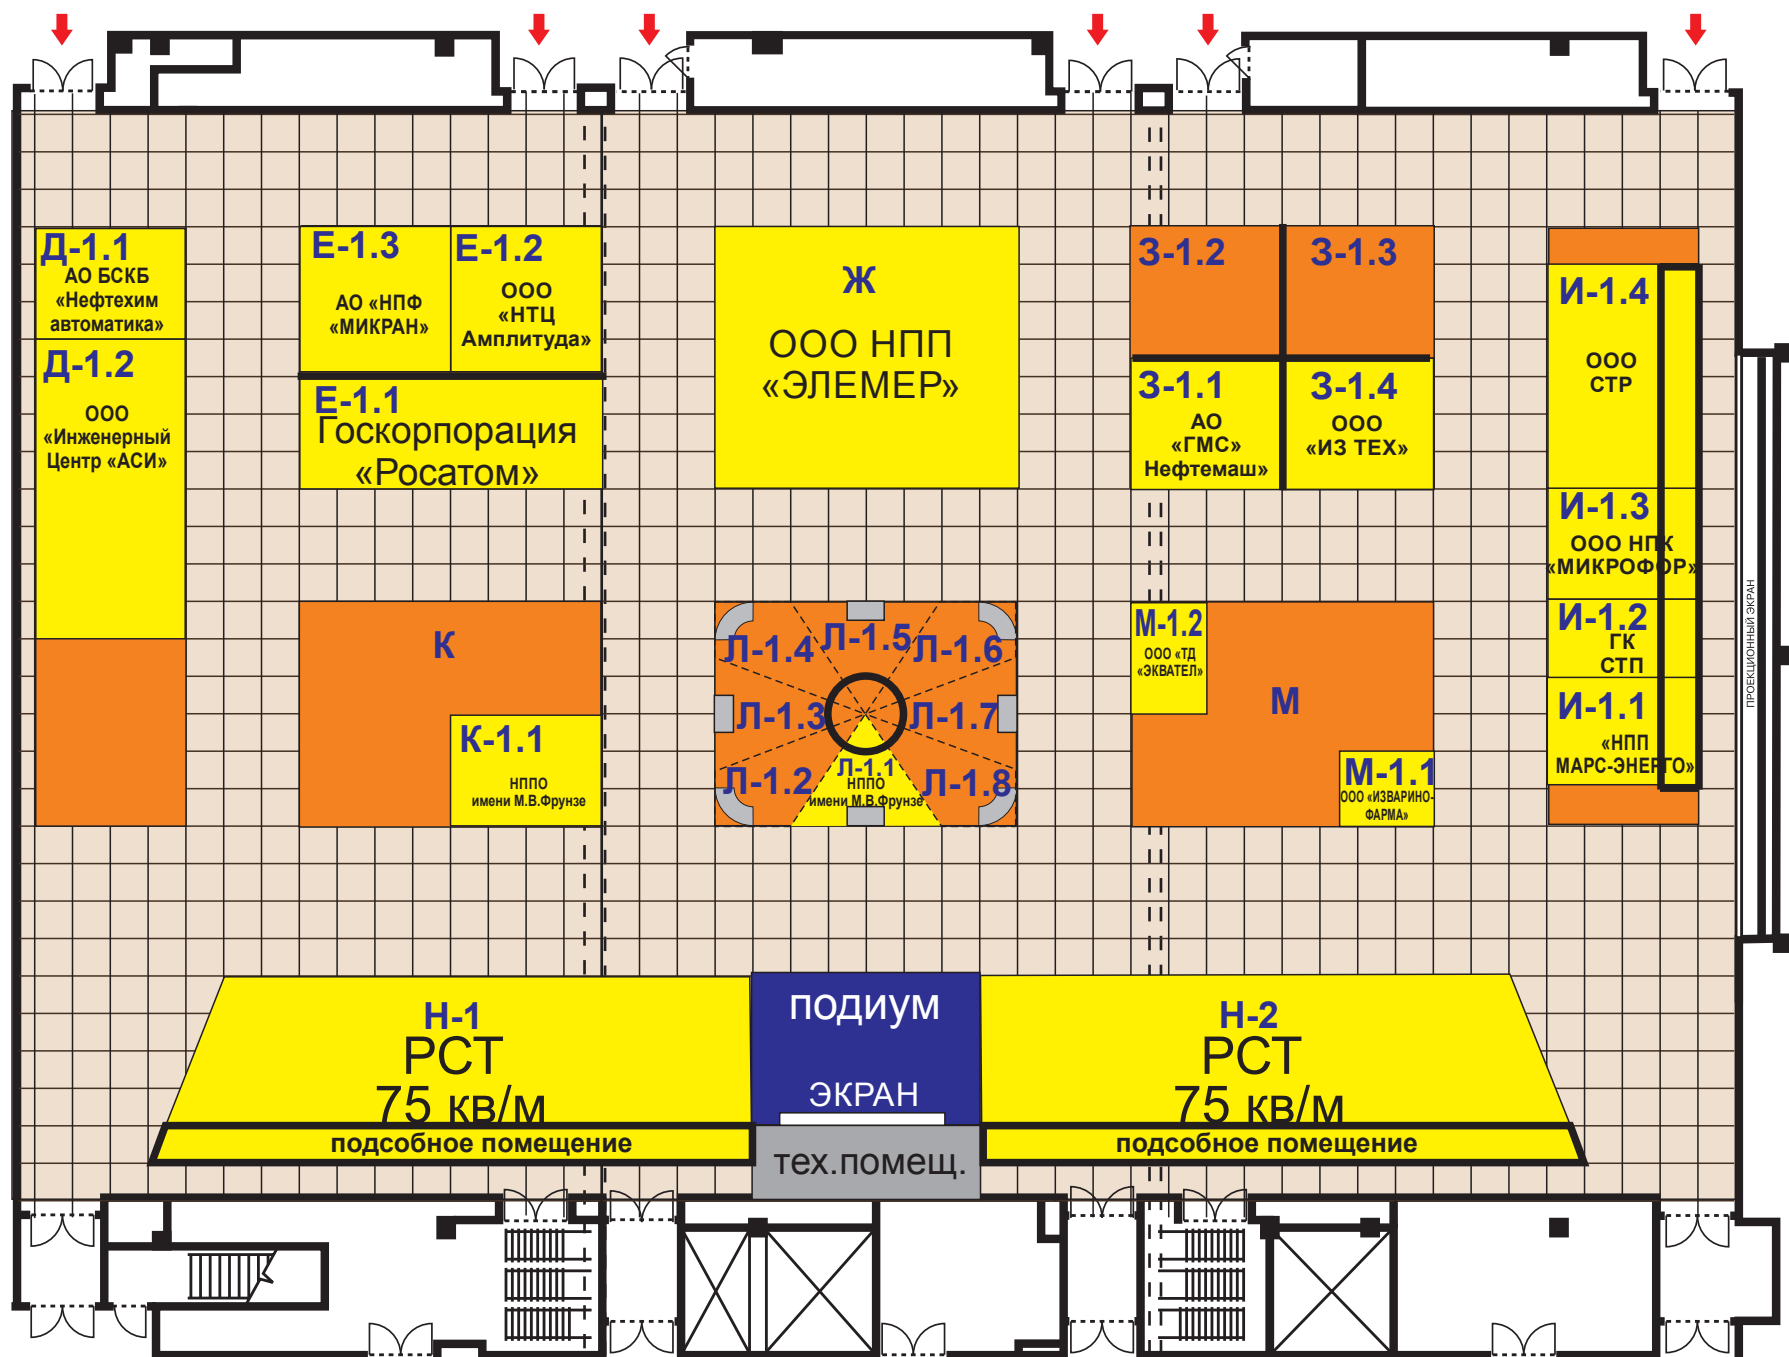 Д-1.1
АО БСКБ
«Нефтехим
автоматика»
Д-1.2
ООО
«Инженерный
Центр «АСИ»
Е-1.3
АО «НПФ
«МИКРАН»
Е-1.2
ООО
«НТЦ
Амплитуда»
Е-1.1
Госкорпорация
«Росатом»
Ж
ООО НПП
«ЭЛЕМЕР»
З-1.2
З-1.3
З-1.1
АО
«ГМС»
Нефтемаш»
З-1.4
ООО
«ИЗ ТЕХ»
И-1.4
ООО
СТР
И-1.3
ООО НПК
«МИКРОФОР»
И-1.2
ГК
СТП
И-1.1
«НПП
МАРС-ЭНЕРГО»
ПРОЕКЦИОННЫЙ ЭКРАН
К
К-1.1
НППО
имени М.В.Фрунзе
Л-1.4
Л-1.5
Л-1.6
Л-1.3
Л-1.7
Л-1.2
Л-1.1
НППО
имени М.В.Фрунзе
Л-1.8
М-1.2
ООО «ТД
«ЭКВАТЕЛ»
М
М-1.1
ООО «ИЗВАРИНО-
ФАРМА»
Н-1
РСТ
75 кв/м
подсобное помещение
подиум
ЭКРАН
тех.помещ.
Н-2
РСТ
75 кв/м
подсобное помещение